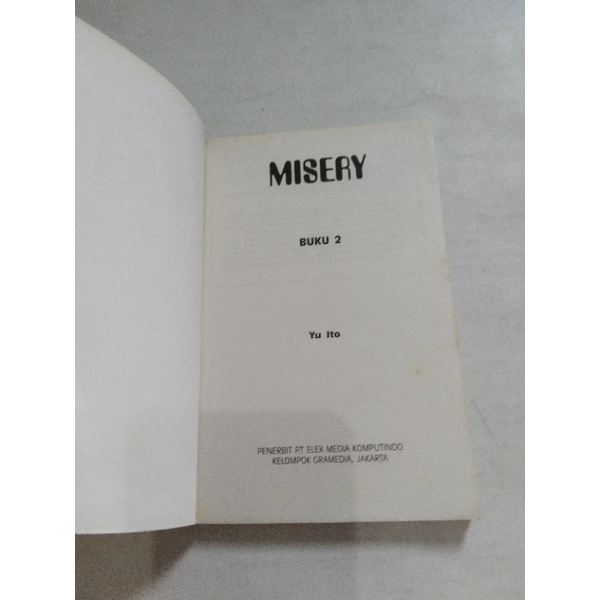 MISERY
BUKU 2
Yu Ito
PENERBIT PT ELEX MEDIA KOMPUTINDO
KELOMPOK GRAMEDIA, JAKARTA